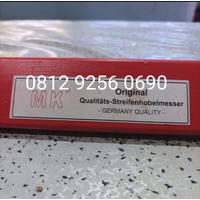 0812 9256 0690
MK
Original
Qualitäts-Streifenhobelmesser
- GERMANY QUALITY -